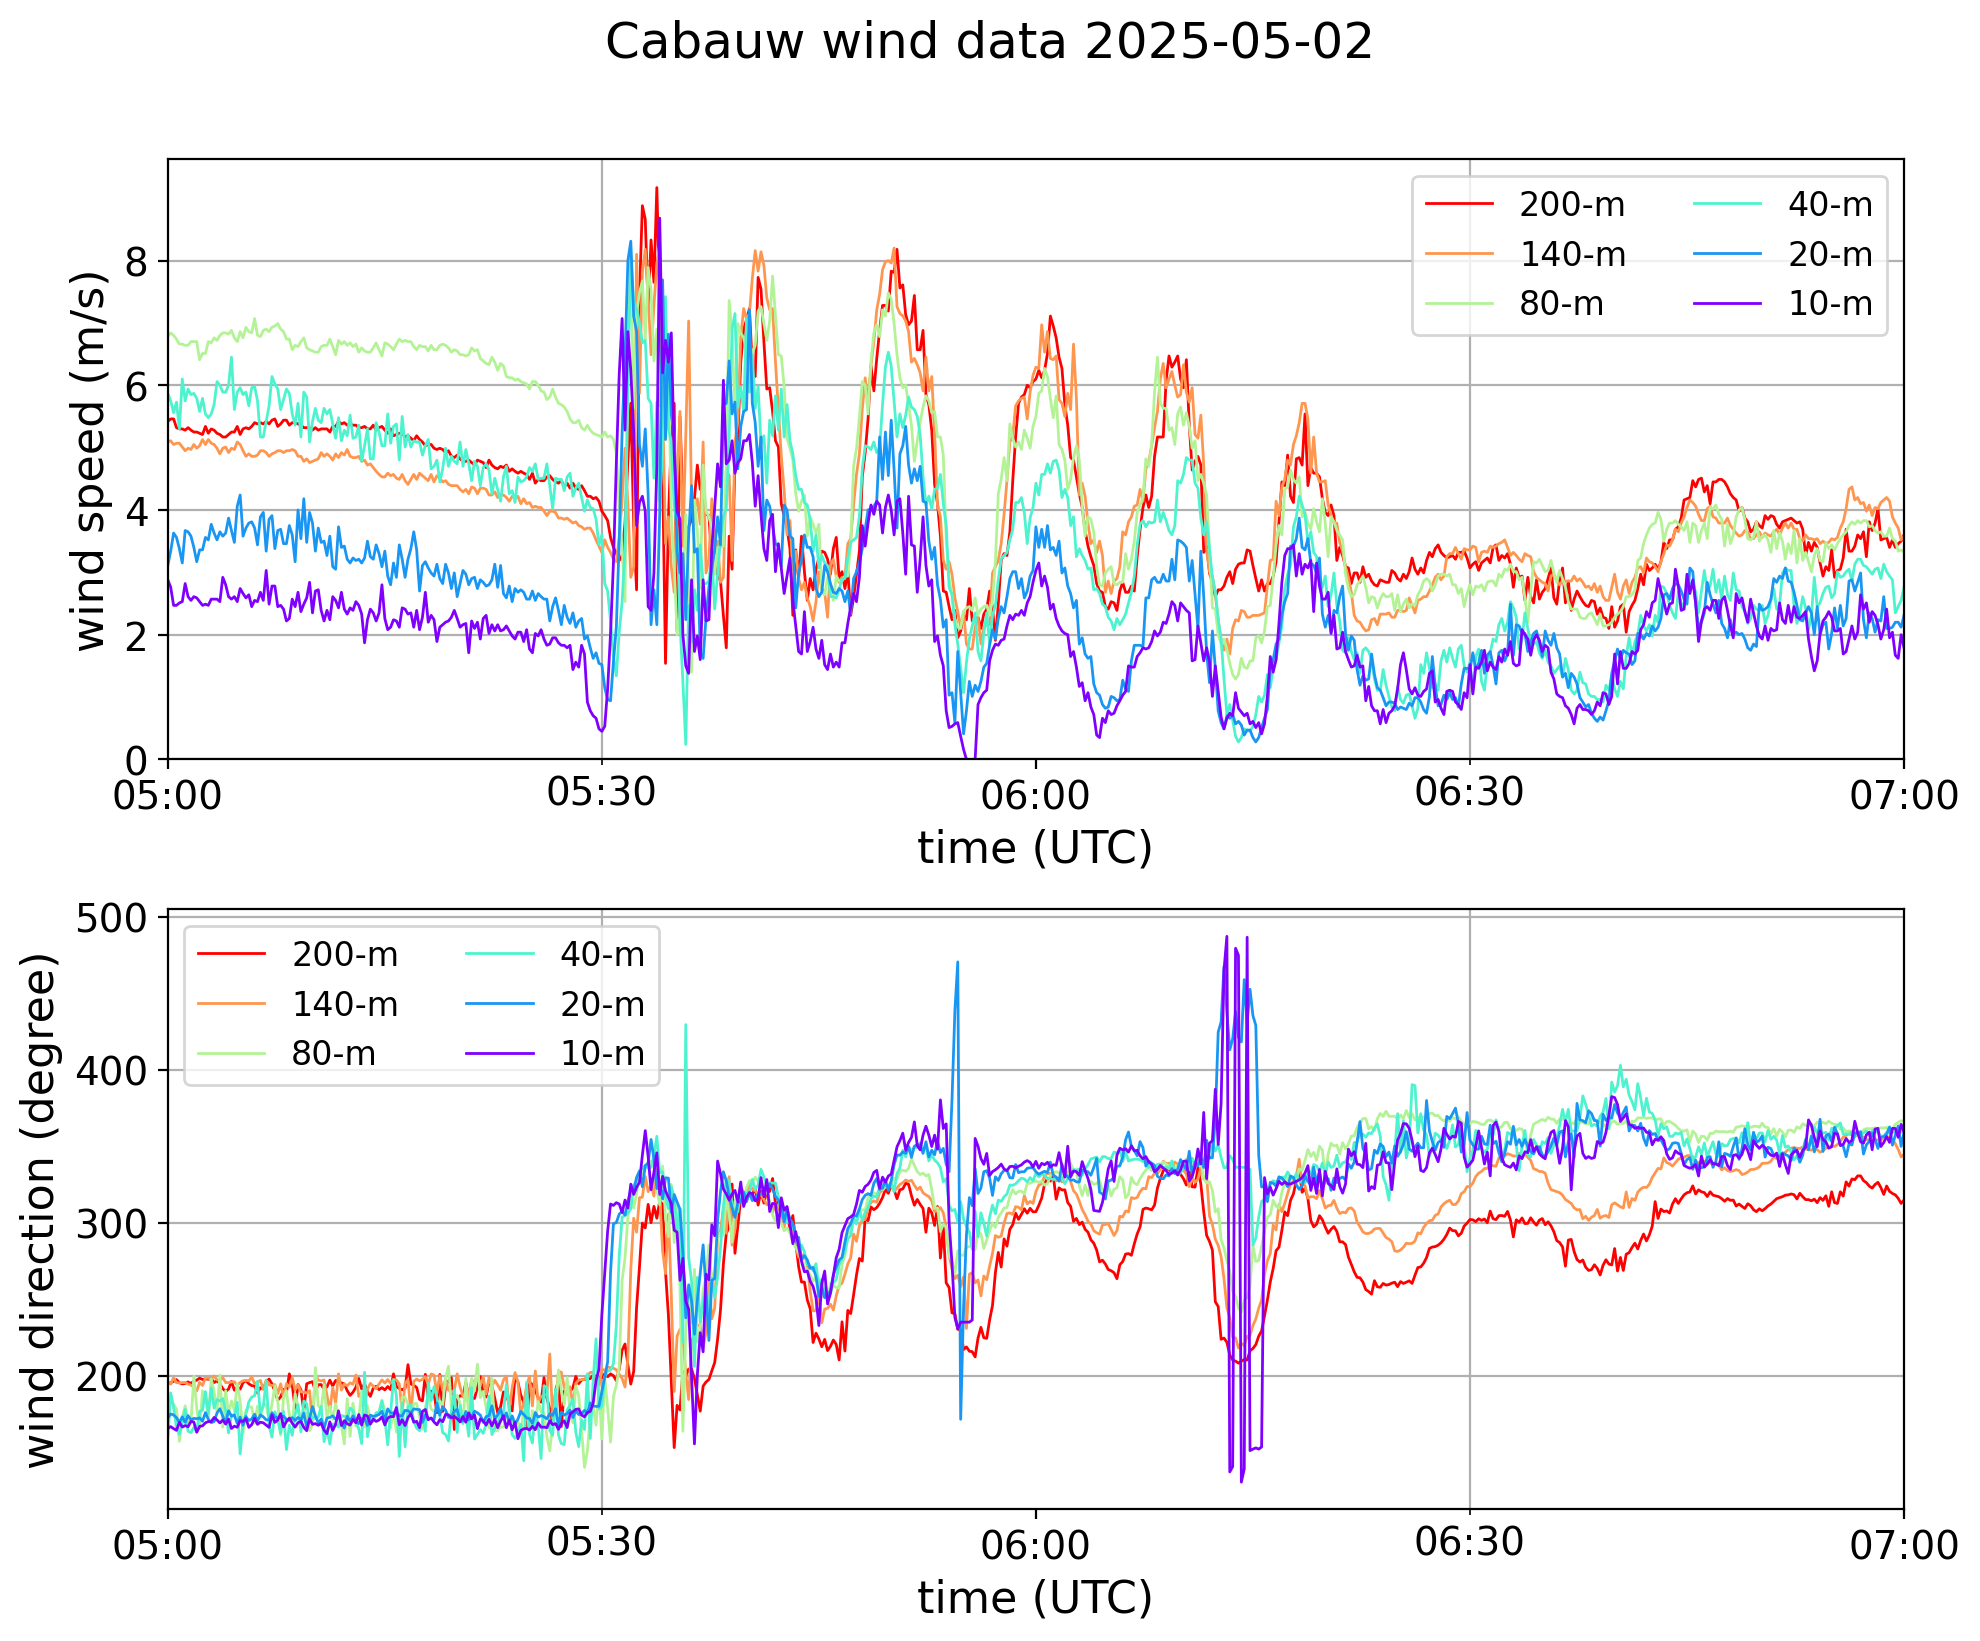 Cabauw wind data 2025-05-02
wind speed (m/s)
8
6
4
2
0
200-m 40-m
140-m 20-m
80-m 10-m
05:00 05:30 06:00 06:30 07:00
time (UTC)
wind direction (degree)
500
400
300
200
200-m 40-m
140-m 20-m
80-m 10-m
05:00 05:30 06:00 06:30 07:00
time (UTC)